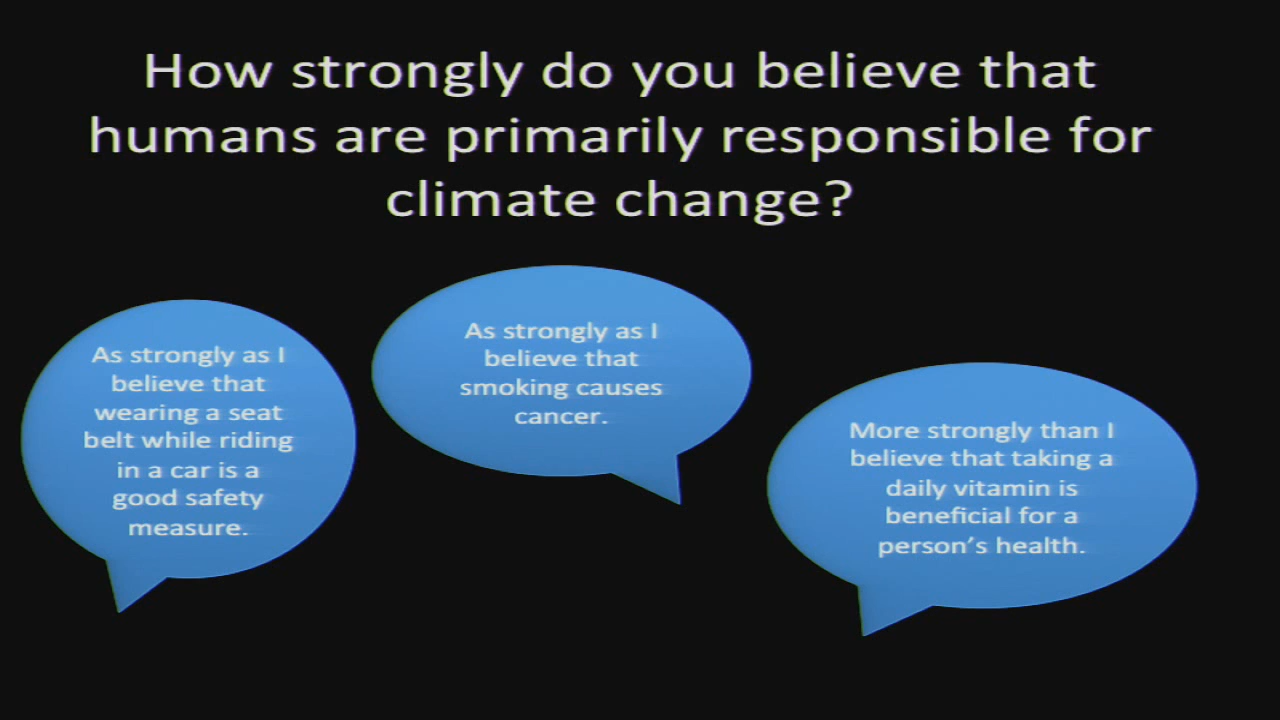 How strongly do you believe that
humans are primarily responsible for
climate change?
As strongly as I
believe that
wearing a seat
belt while riding
in a car is a
good safety
measure.
As strongly as I
believe that
smoking causes
cancer.
More strongly than I
believe that taking a
daily vitamin is
beneficial for a
person's health.